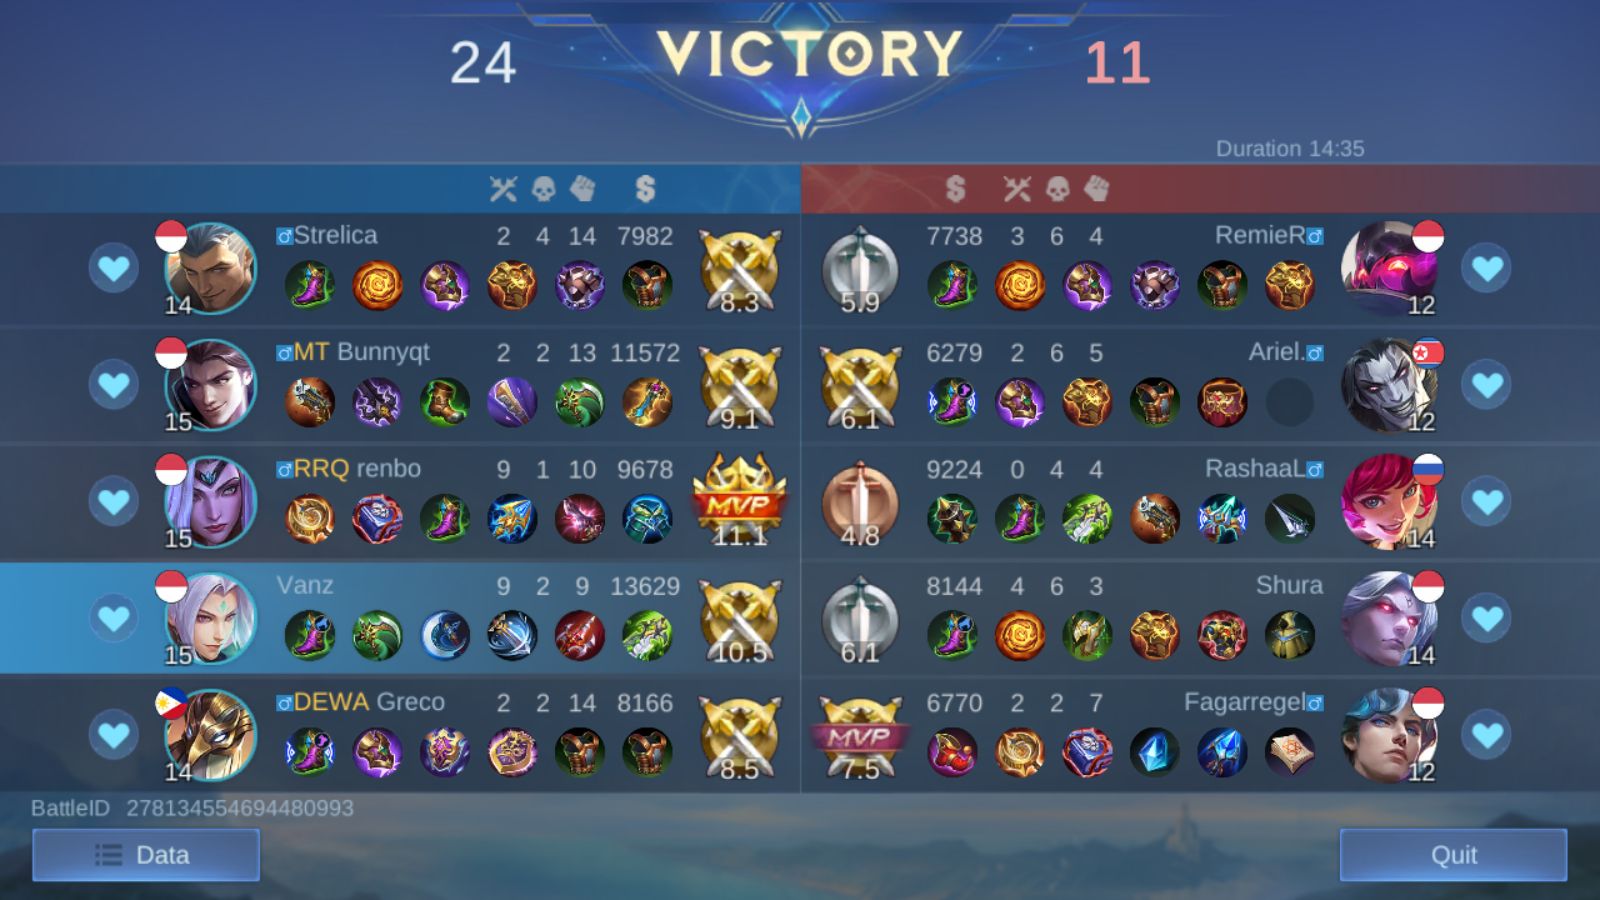 24 VICTORY 11
Duration 14:35
Strelica 2 4 14 7982
14 8.3
7738 3 6 4 RemieR
5.9 12
MT Bunnyqt 2 2 13 11572
15 9.1
6279 2 6 5 Ariel.
6.1 12
RRQ renbo 9 1 10 9678
MVP
15 11.1
9224 0 4 4 RashaaL
4.8 14
Vanz 9 2 9 13629
15 10.5
8144 4 6 3 Shura
6.1 14
DEWA Greco 2 2 14 8166
14 8.5
6770 2 2 7 Fagarregel
MVP
7.5 12
BattleID 278134554694480993
Data
Quit